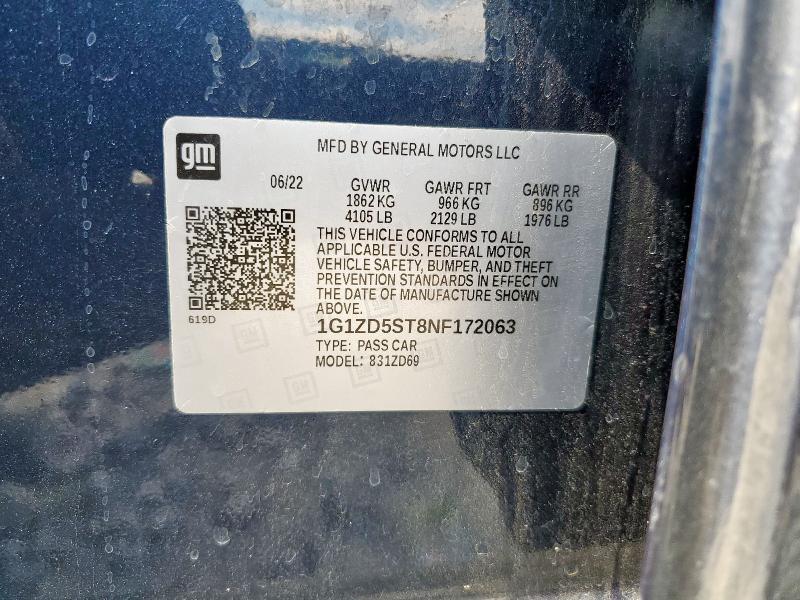 gm
MFD BY GENERAL MOTORS LLC
06/22 GVWR GAWR FRT GAWR RR
1862 KG 966 KG 896 KG
4105 LB 2129 LB 1976 LB
THIS VEHICLE CONFORMS TO ALL
APPLICABLE U.S. FEDERAL MOTOR
VEHICLE SAFETY, BUMPER, AND THEFT
PREVENTION STANDARDS IN EFFECT ON
THE DATE OF MANUFACTURE SHOWN
ABOVE.
619D
1G1ZD5ST8NF172063
TYPE: PASS CAR
MODEL: 831ZD69